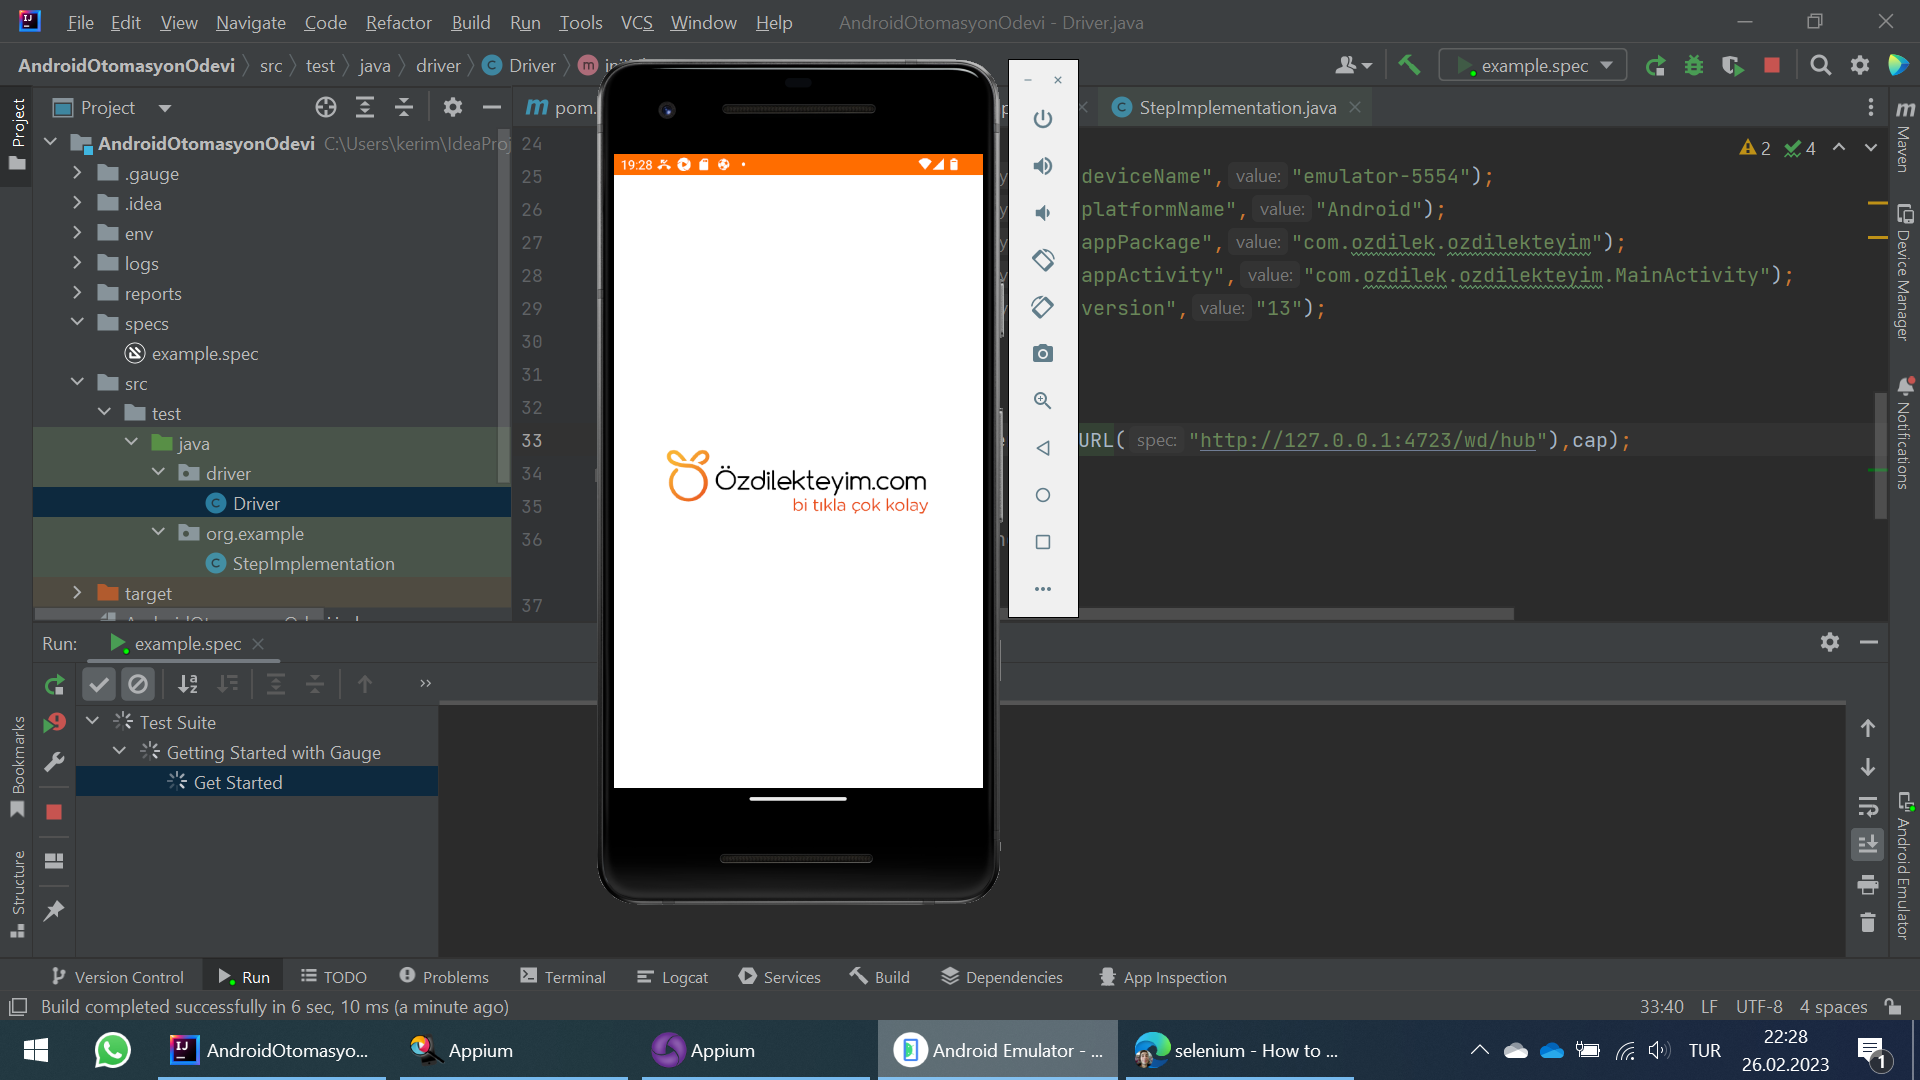 File Edit View Navigate Code Refactor Build Run Tools VCS Window Help AndroidOtomasyonOdevi - Driver.java
AndroidOtomasyonOdevi src test java driver Driver
example.spec
Project
pom.
StepImplementation.java
AndroidOtomasyonOdevi C:\Users\kerim\IdeaProj
.gauge
.idea
env
logs
reports
specs
example.spec
src
test
java
driver
Driver
org.example
StepImplementation
target
24
25 deviceName", value: "emulator-5554");
26 platformName", value: "Android");
27 appPackage", value: "com.ozdilek.ozdilekteyim");
28 appActivity", value: "com.ozdilek.ozdilekteyim.MainActivity");
29 version", value: "13");
30
31
32
33 URL( spec: "http://127.0.0.1:4723/wd/hub"),cap);
34
35
36
37
2 4
19:28
Özdilekteyim.com
bi tıkla çok kolay
Project
Bookmarks
Structure
Maven
Device Manager
Notifications
Android Emulator
Run: example.spec
Test Suite
Getting Started with Gauge
Get Started
Version Control Run TODO Problems Terminal Logcat Services Build Dependencies App Inspection
Build completed successfully in 6 sec, 10 ms (a minute ago)
33:40 LF UTF-8 4 spaces
AndroidOtomasyo...
Appium
Appium
Android Emulator - ...
selenium - How to ...
TUR
22:28
26.02.2023
1